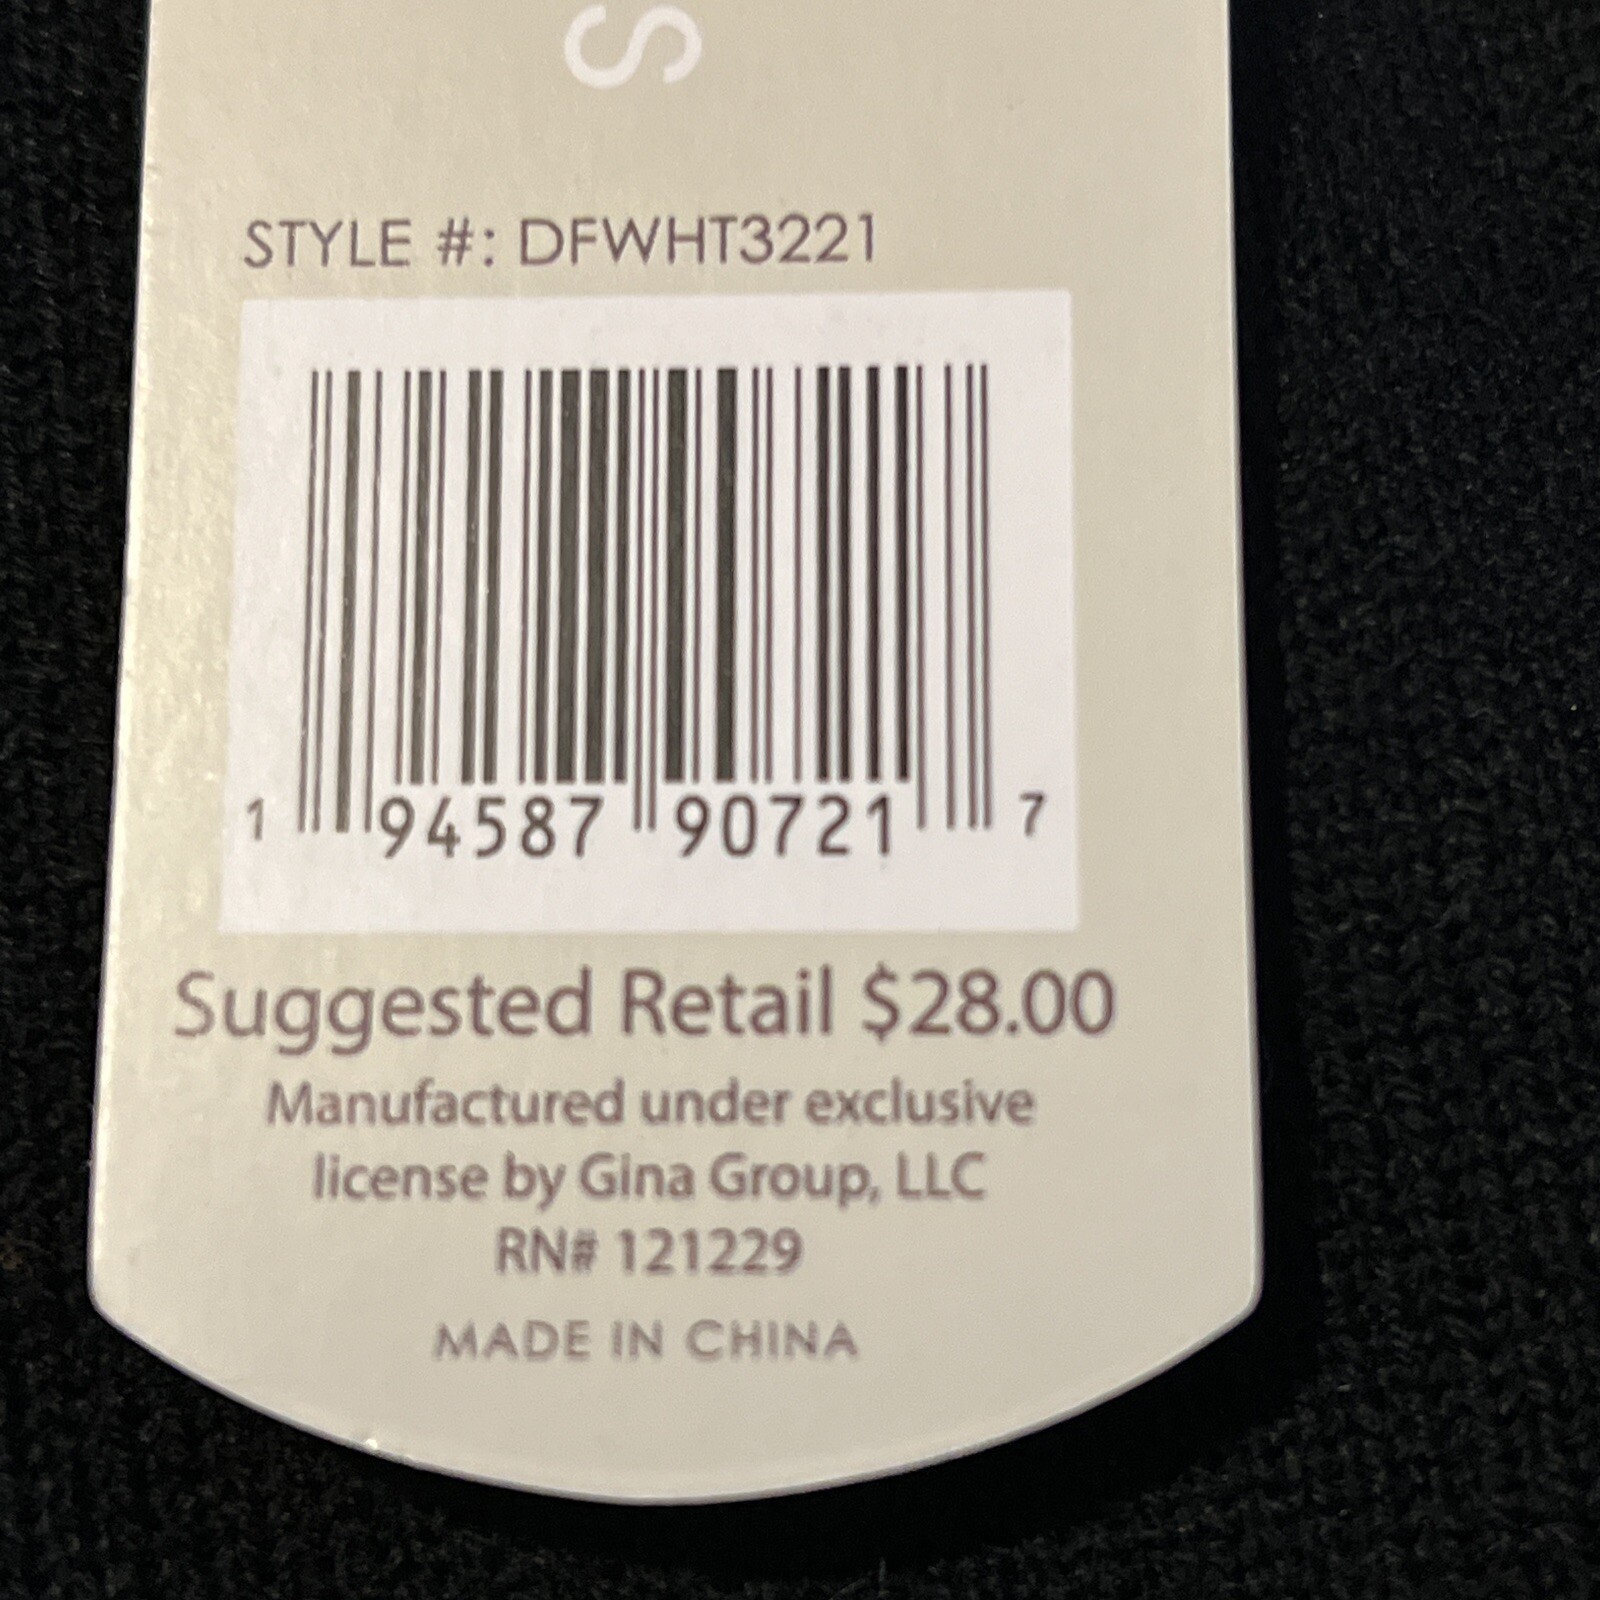 S
STYLE #: DFWHT3221
1 94587 90721 7
Suggested Retail $28.00
Manufactured under exclusive
license by Gina Group, LLC
RN# 121229
MADE IN CHINA